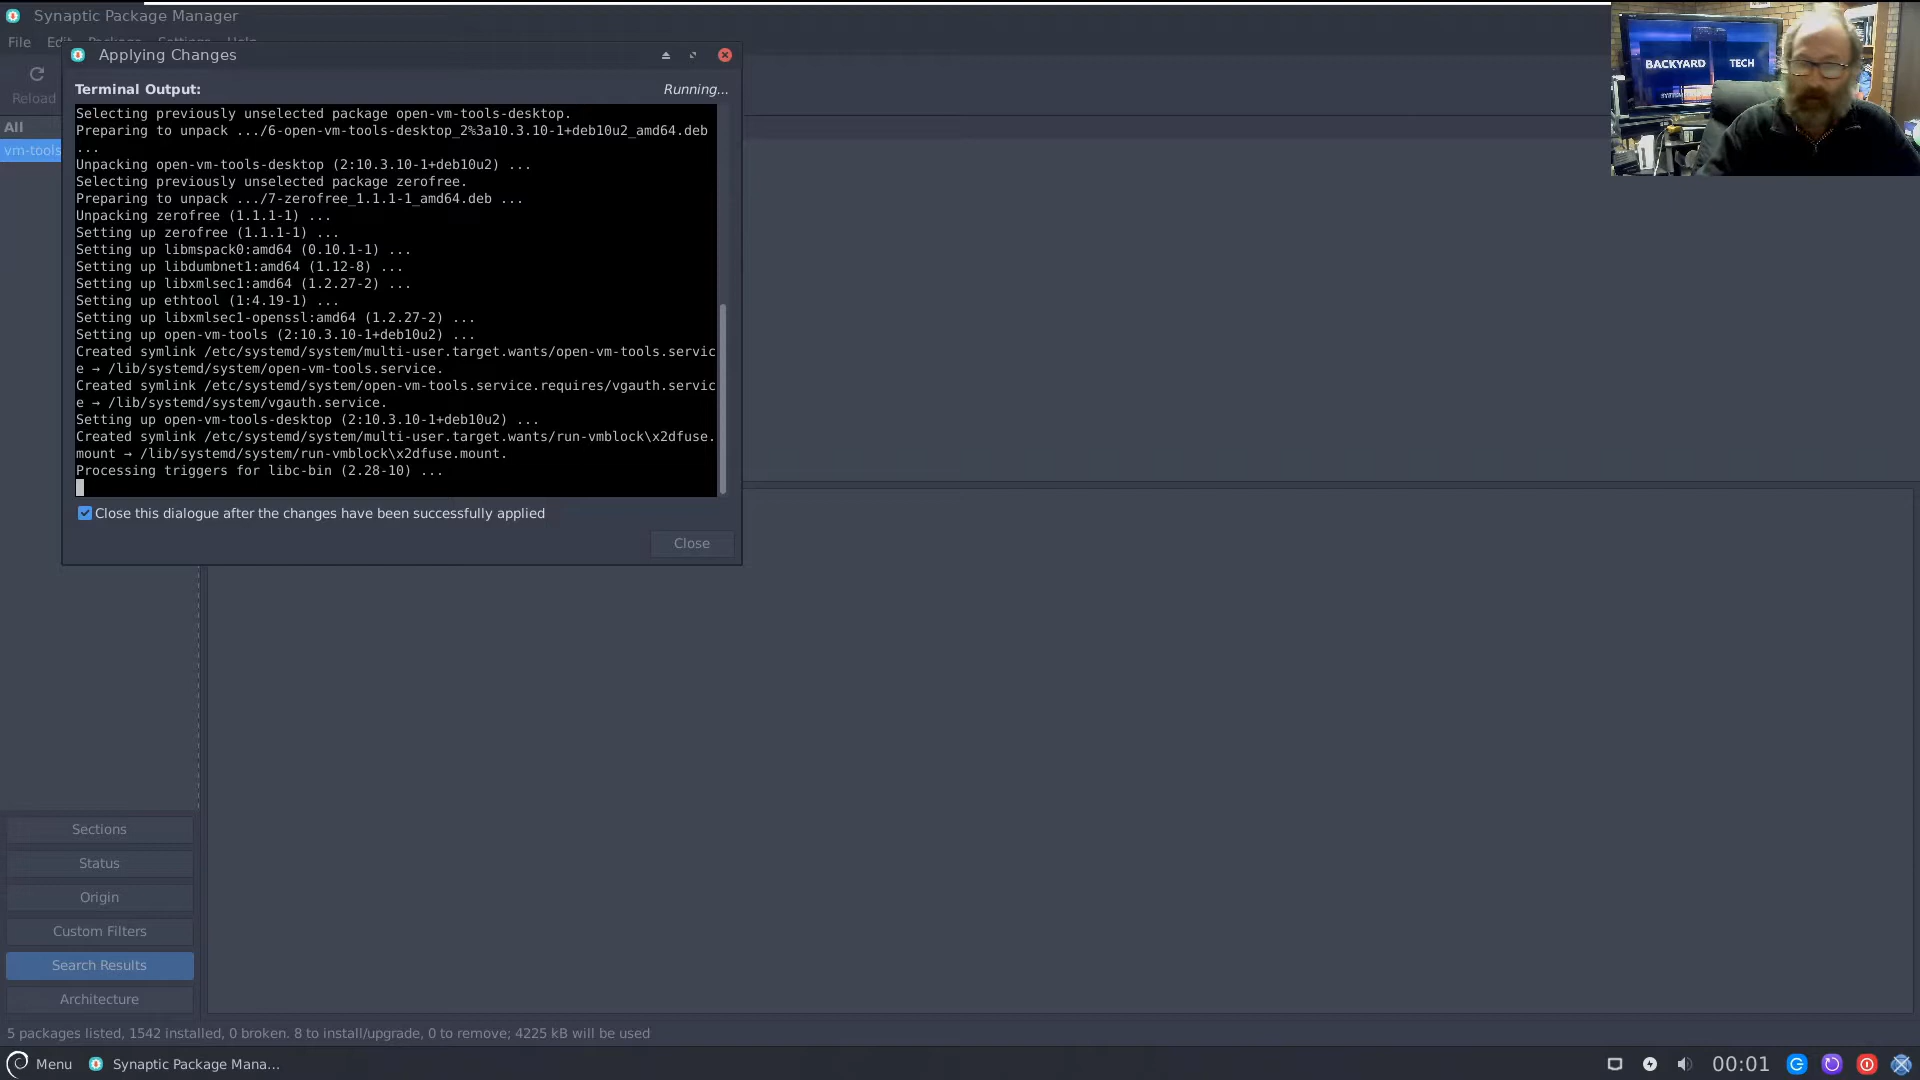 Synaptic Package Manager
File Edit Package Settings Help
Applying Changes
Reload
Terminal Output:
Running...
Selecting previously unselected package open-vm-tools-desktop.
Preparing to unpack .../6-open-vm-tools-desktop_2%3a10.3.10-1+deb10u2_amd64.deb
...
Unpacking open-vm-tools-desktop (2:10.3.10-1+deb10u2) ...
Selecting previously unselected package zerofree.
Preparing to unpack .../7-zerofree_1.1.1-1_amd64.deb ...
Unpacking zerofree (1.1.1-1) ...
Setting up zerofree (1.1.1-1) ...
Setting up libmspack0:amd64 (0.10.1-1) ...
Setting up libdumbnet1:amd64 (1.12-8) ...
Setting up libxmlsec1:amd64 (1.2.27-2) ...
Setting up ethtool (1:4.19-1) ...
Setting up libxmlsec1-openssl:amd64 (1.2.27-2) ...
Setting up open-vm-tools (2:10.3.10-1+deb10u2) ...
Created symlink /etc/systemd/system/multi-user.target.wants/open-vm-tools.servic
e → /lib/systemd/system/open-vm-tools.service.
Created symlink /etc/systemd/system/open-vm-tools.service.requires/vgauth.servic
e → /lib/systemd/system/vgauth.service.
Setting up open-vm-tools-desktop (2:10.3.10-1+deb10u2) ...
Created symlink /etc/systemd/system/multi-user.target.wants/run-vmblock\x2dfuse.
mount → /lib/systemd/system/run-vmblock\x2dfuse.mount.
Processing triggers for libc-bin (2.28-10) ...
Close this dialogue after the changes have been successfully applied
Close
All
vm-tools
BACKYARD TECH
Sections
Status
Origin
Custom Filters
Search Results
Architecture
5 packages listed, 1542 installed, 0 broken. 8 to install/upgrade, 0 to remove; 4225 kB will be used
Menu
Synaptic Package Mana...
00:01